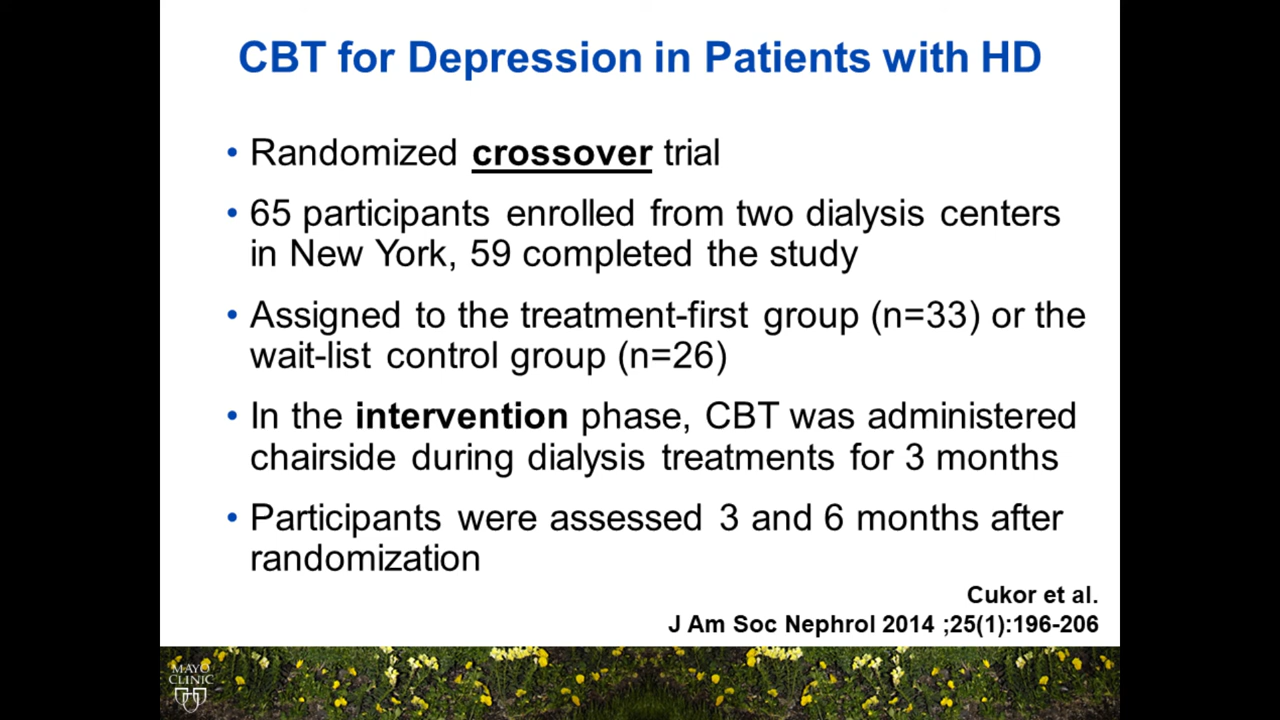 CBT for Depression in Patients with HD
• Randomized crossover trial
• 65 participants enrolled from two dialysis centers
in New York, 59 completed the study
• Assigned to the treatment-first group (n=33) or the
wait-list control group (n=26)
• In the intervention phase, CBT was administered
chairside during dialysis treatments for 3 months
• Participants were assessed 3 and 6 months after
randomization
Cukor et al.
J Am Soc Nephrol 2014 ;25(1):196-206
MAYO
CLINIC